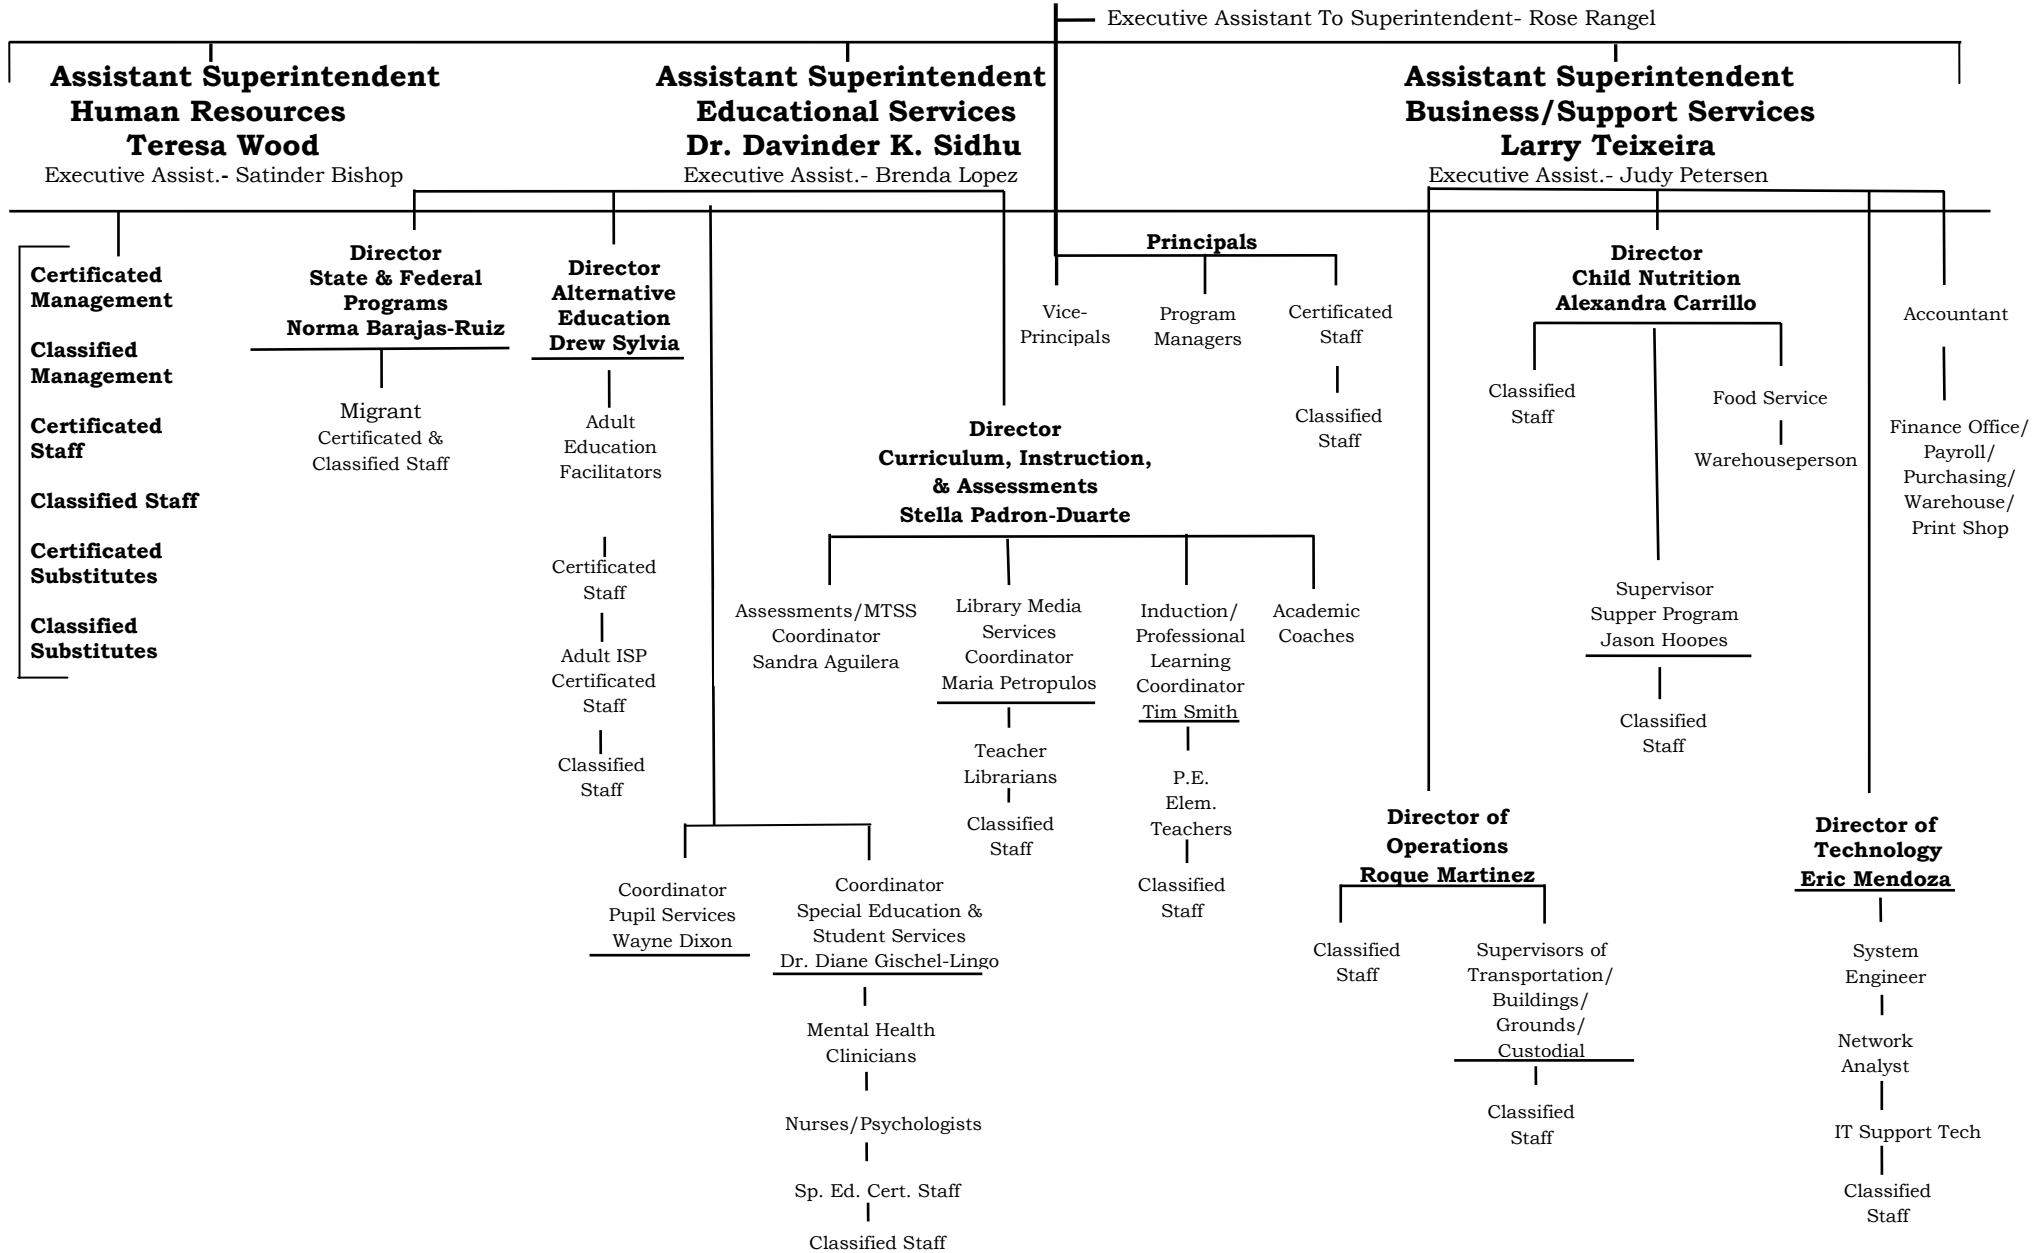 Executive Assistant To Superintendent- Rose Rangel
Assistant Superintendent
Human Resources
Teresa Wood
Executive Assist.- Satinder Bishop
Assistant Superintendent
Educational Services
Dr. Davinder K. Sidhu
Executive Assist.- Brenda Lopez
Assistant Superintendent
Business/Support Services
Larry Teixeira
Executive Assist.- Judy Petersen
Certificated
Management
Classified
Management
Certificated
Staff
Classified Staff
Certificated
Substitutes
Classified
Substitutes
Director
State & Federal
Programs
Norma Barajas-Ruiz
Migrant
Certificated &
Classified Staff
Director
Alternative
Education
Drew Sylvia
Adult
Education
Facilitators
Certificated
Staff
Adult ISP
Certificated
Staff
Classified
Staff
Coordinator
Pupil Services
Wayne Dixon
Coordinator
Special Education &
Student Services
Dr. Diane Gischel-Lingo
Mental Health
Clinicians
Nurses/Psychologists
Sp. Ed. Cert. Staff
Classified Staff
Director
Curriculum, Instruction,
& Assessments
Stella Padron-Duarte
Assessments/MTSS
Coordinator
Sandra Aguilera
Library Media
Services
Coordinator
Maria Petropulos
Teacher
Librarians
Classified
Staff
Induction/
Professional
Learning
Coordinator
Tim Smith
P.E.
Elem.
Teachers
Classified
Staff
Academic
Coaches
Principals
Vice-
Principals
Program
Managers
Certificated
Staff
Classified
Staff
Director of
Operations
Roque Martinez
Classified
Staff
Supervisors of
Transportation/
Buildings/
Grounds/
Custodial
Classified
Staff
Director
Child Nutrition
Alexandra Carrillo
Classified
Staff
Supervisor
Supper Program
Jason Hoopes
Classified
Staff
Food Service
Warehouseperson
Director of
Technology
Eric Mendoza
System
Engineer
Network
Analyst
IT Support Tech
Classified
Staff
Accountant
Finance Office/
Payroll/
Purchasing/
Warehouse/
Print Shop